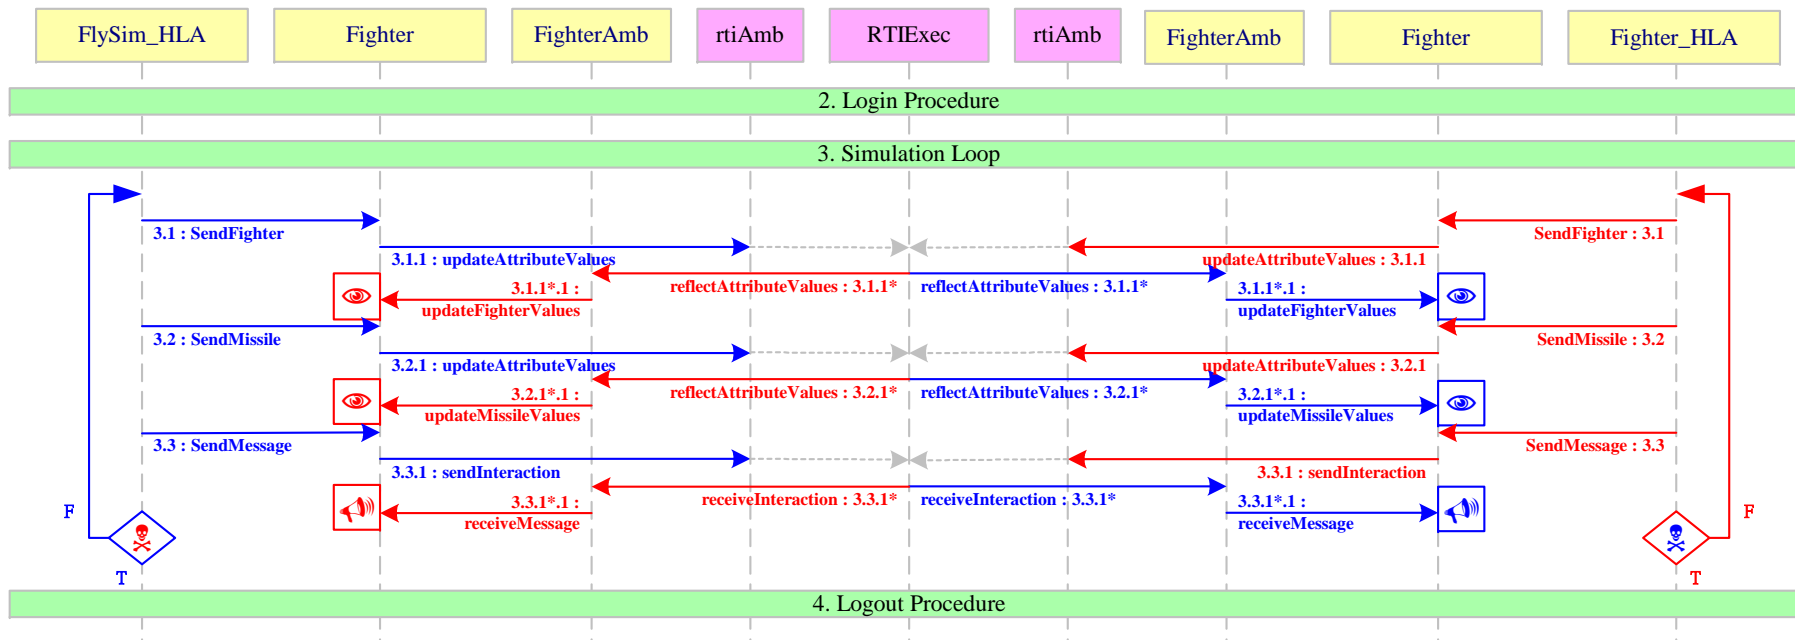 FlySim_HLA
Fighter
FighterAmb
rtiAmb
RTIExec
rtiAmb
FighterAmb
Fighter
Fighter_HLA
2. Login Procedure
3. Simulation Loop
3.1 : SendFighter
SendFighter : 3.1
3.1.1 : updateAttributeValues
updateAttributeValues : 3.1.1
3.1.1*.1 :
updateFighterValues
reflectAttributeValues : 3.1.1*
reflectAttributeValues : 3.1.1*
3.1.1*.1 :
updateFighterValues
3.2 : SendMissile
SendMissile : 3.2
3.2.1 : updateAttributeValues
updateAttributeValues : 3.2.1
3.2.1*.1 :
updateMissileValues
reflectAttributeValues : 3.2.1*
reflectAttributeValues : 3.2.1*
3.2.1*.1 :
updateMissileValues
3.3 : SendMessage
SendMessage : 3.3
3.3.1 : sendInteraction
3.3.1 : sendInteraction
3.3.1*.1 :
receiveMessage
receiveInteraction : 3.3.1*
receiveInteraction : 3.3.1*
3.3.1*.1 :
receiveMessage
F
F
T
T
4. Logout Procedure